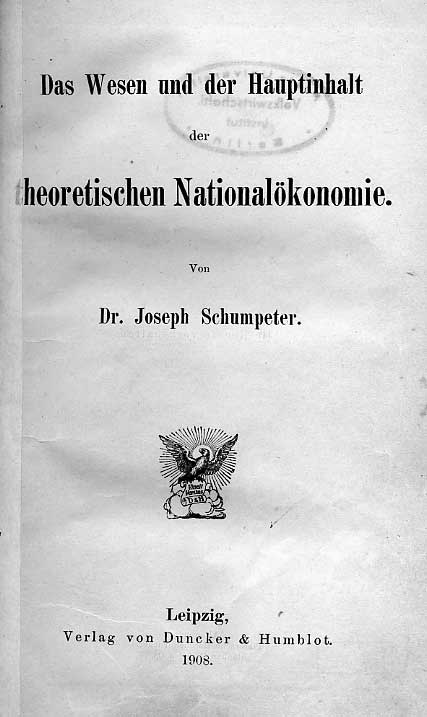 Das Wesen und der Hauptinhalt
der
theoretischen Nationalökonomie.
Von
Dr. Joseph Schumpeter.
Leipzig,
Verlag von Duncker & Humblot.
1908.